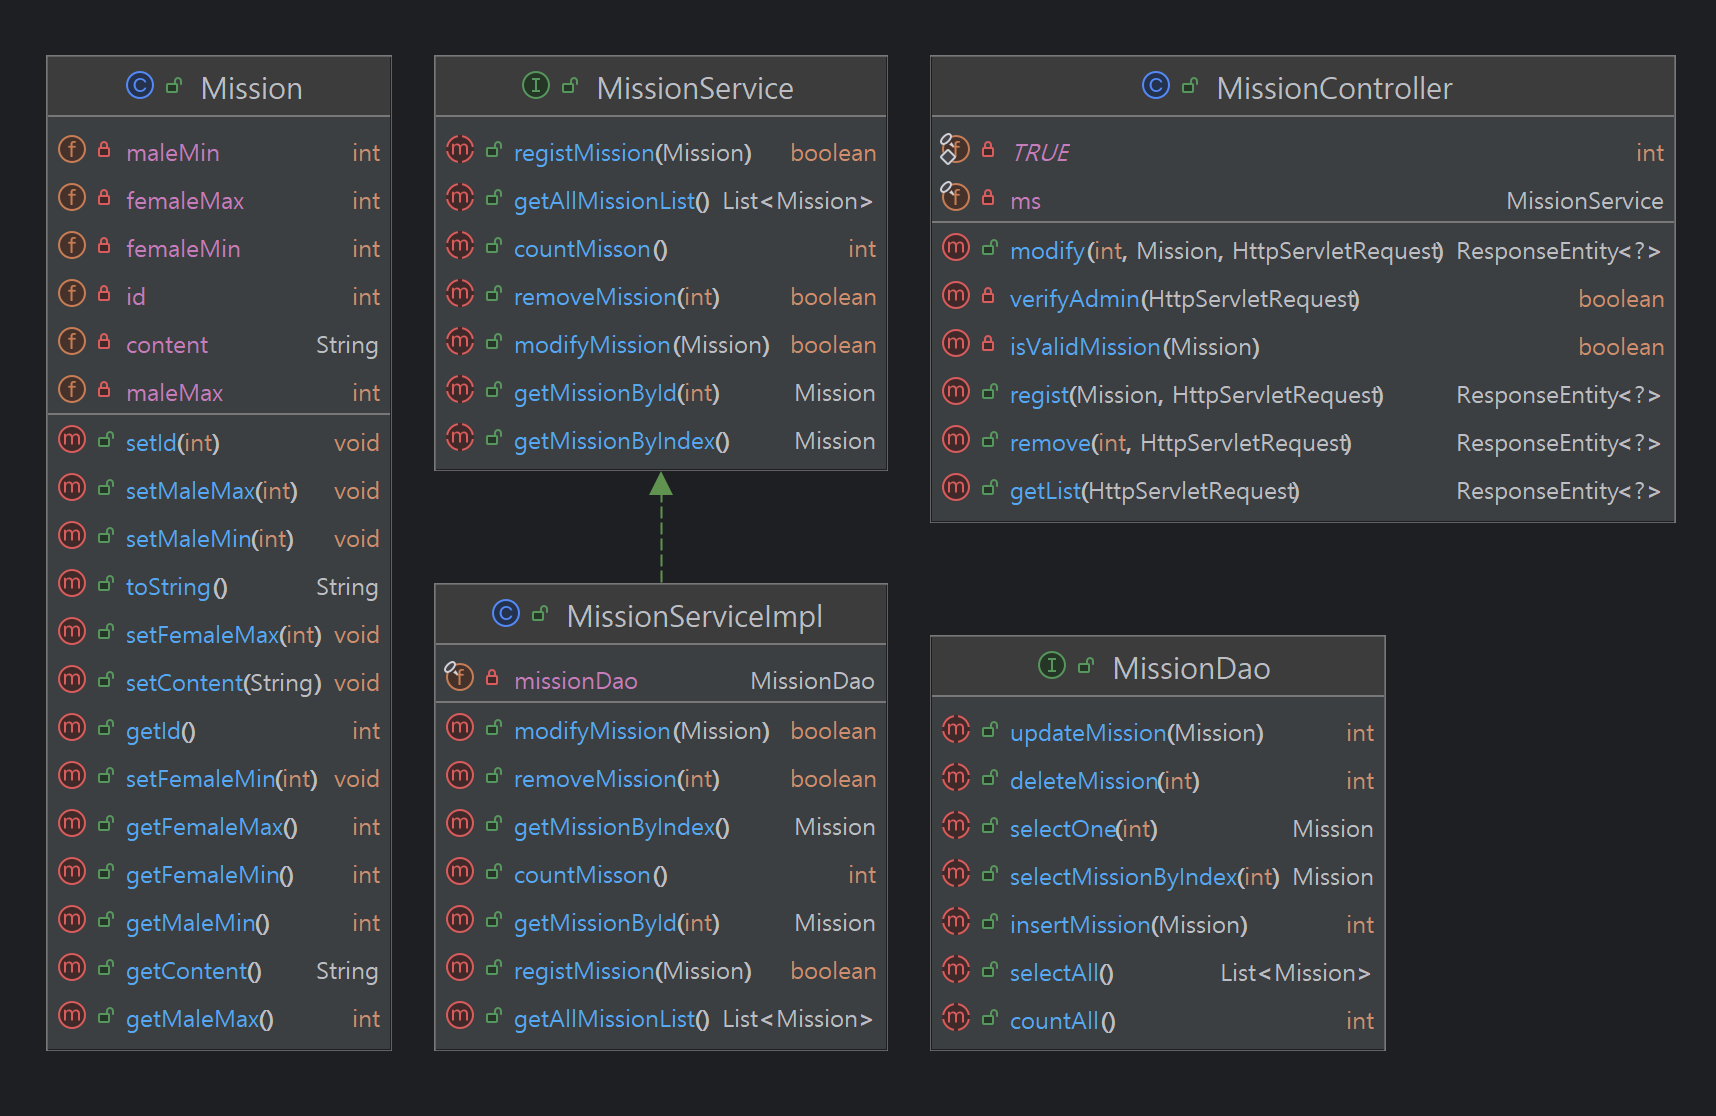 Mission
maleMin int
femaleMax int
femaleMin int
id int
content String
maleMax int
setId(int) void
setMaleMax(int) void
setMaleMin(int) void
toString() String
setFemaleMax(int) void
setContent(String) void
getId() int
setFemaleMin(int) void
getFemaleMax() int
getFemaleMin() int
getMaleMin() int
getContent() String
getMaleMax() int
MissionService
registMission(Mission) boolean
getAllMissionList() List<Mission>
countMisson() int
removeMission(int) boolean
modifyMission(Mission) boolean
getMissionById(int) Mission
getMissionByIndex() Mission
MissionServiceImpl
missionDao MissionDao
modifyMission(Mission) boolean
removeMission(int) boolean
getMissionByIndex() Mission
countMisson() int
getMissionById(int) Mission
registMission(Mission) boolean
getAllMissionList() List<Mission>
MissionController
TRUE int
ms MissionService
modify(int, Mission, HttpServletRequest) ResponseEntity<?>
verifyAdmin(HttpServletRequest) boolean
isValidMission(Mission) boolean
regist(Mission, HttpServletRequest) ResponseEntity<?>
remove(int, HttpServletRequest) ResponseEntity<?>
getList(HttpServletRequest) ResponseEntity<?>
MissionDao
updateMission(Mission) int
deleteMission(int) int
selectOne(int) Mission
selectMissionByIndex(int) Mission
insertMission(Mission) int
selectAll() List<Mission>
countAll() int